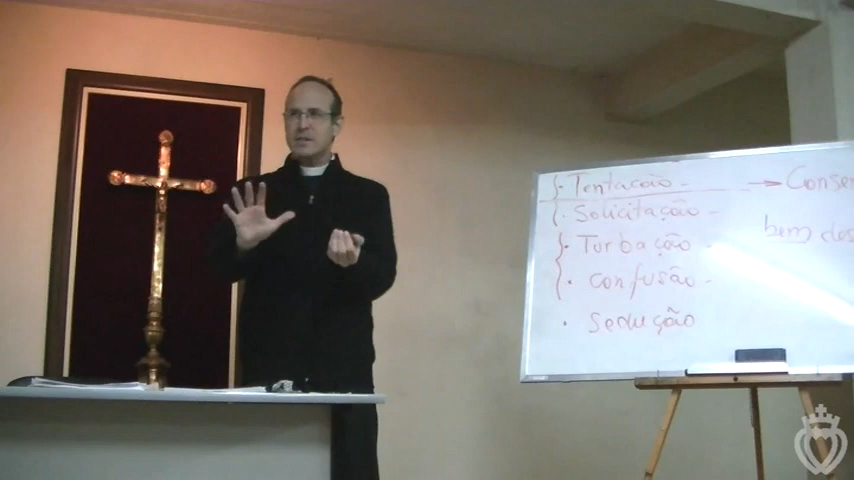 · Tentação - → Conse
· Solicitação -
· Turbação -
· confusão -
· Sedução
bem des